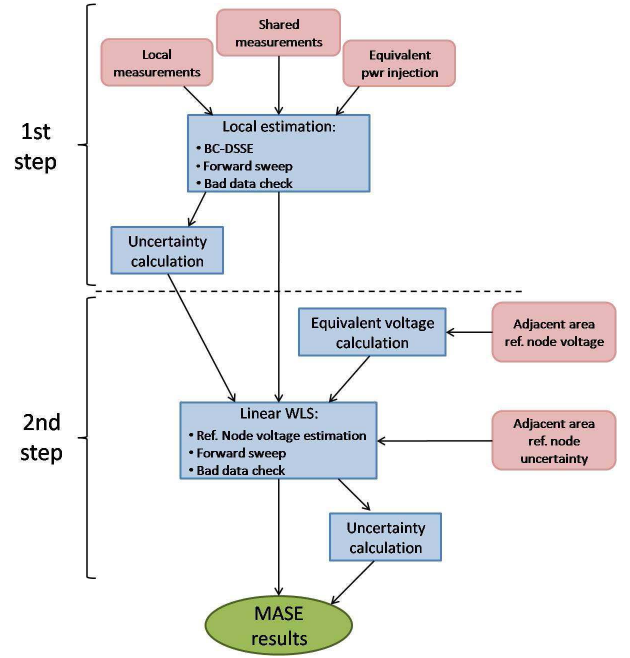 Shared
measurements
Local
measurements
Equivalent
pwr injection
1st
step
Local estimation:
• BC-DSSE
• Forward sweep
• Bad data check
Uncertainty
calculation
Equivalent voltage
calculation
Adjacent area
ref. node voltage
2nd
step
Linear WLS:
• Ref. Node voltage estimation
• Forward sweep
• Bad data check
Adjacent area
ref. node
uncertainty
Uncertainty
calculation
MASE
results